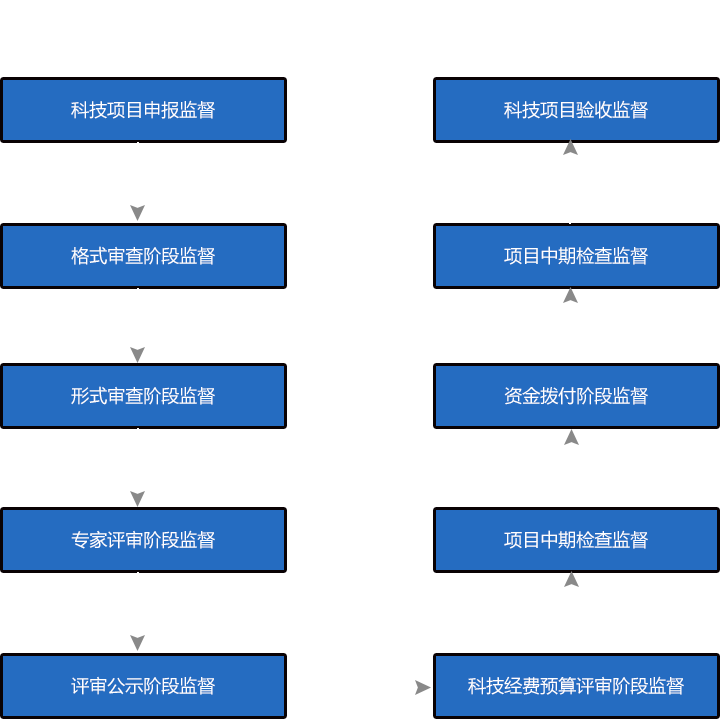 科技项目申报监督
格式审查阶段监督
形式审查阶段监督
专家评审阶段监督
评审公示阶段监督
科技经费预算评审阶段监督
项目中期检查监督
资金拨付阶段监督
项目中期检查监督
科技项目验收监督